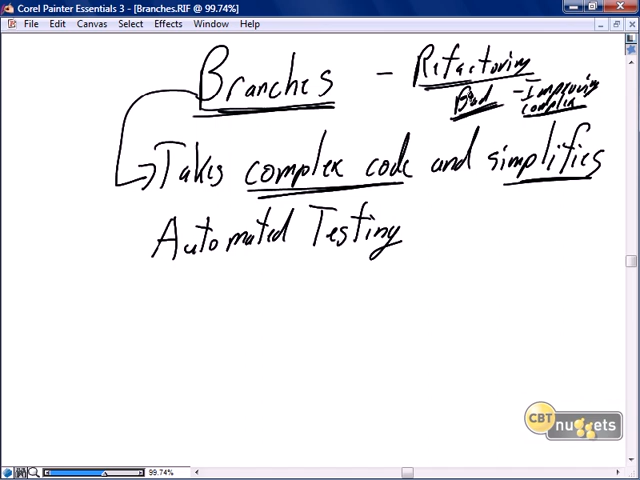 Corel Painter Essentials 3 - [Branches.RIF @ 99.74%]
File Edit Canvas Select Effects Window Help
Branches - Refactoring
Bad - Improving
complex
Takes complex code and simplifies
Automated Testing
CBT nuggets
99.74%